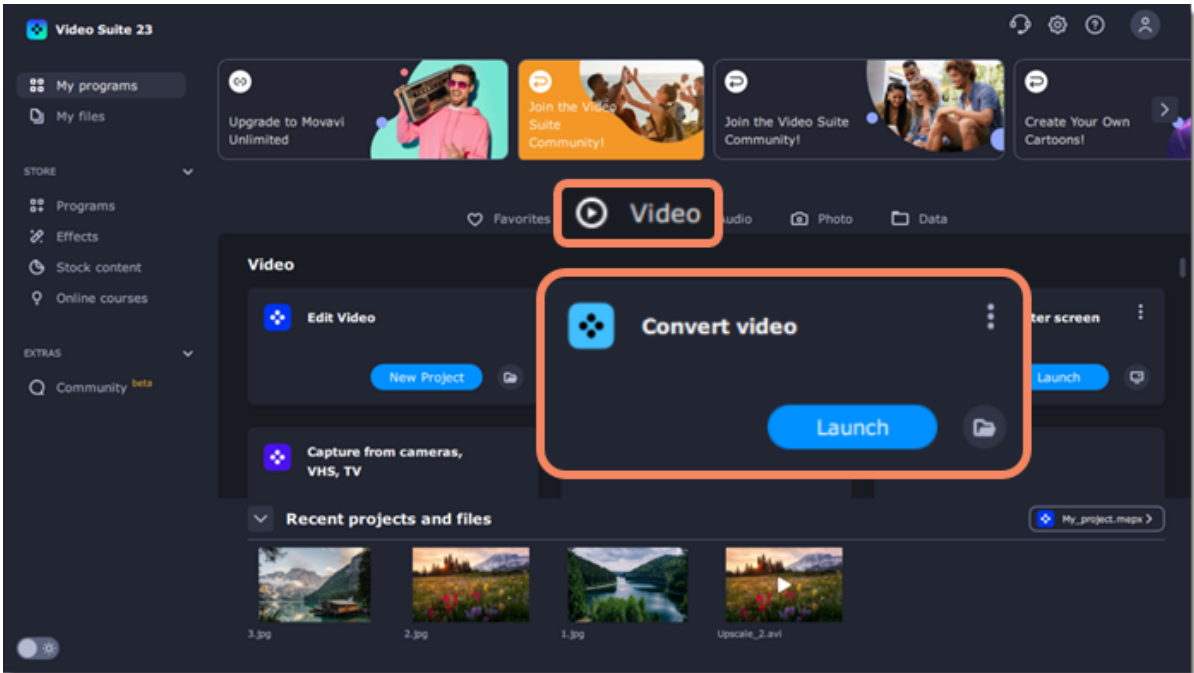 Video Suite 23
My programs
My files
STORE
Programs
Effects
Stock content
Online courses
EXTRAS
Community beta
Upgrade to Movavi
Unlimited
Join the Video
Suite
Community!
Join the Video Suite
Community!
Create Your Own
Cartoons!
Favorites
Video
udio
Photo
Data
Video
Edit Video
New Project
Convert video
Launch
ter screen
Launch
Capture from cameras,
VHS, TV
Recent projects and files
My_project.mepx
3.jpg
2.jpg
1.jpg
Upscale_2.avi